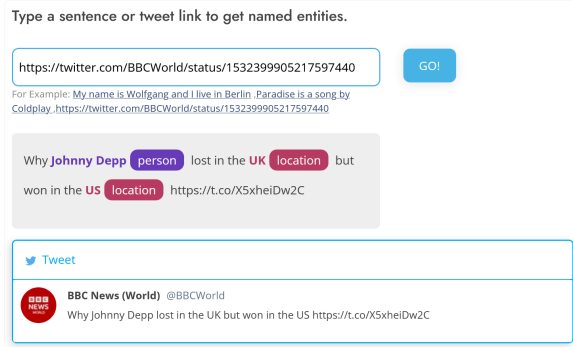 Type a sentence or tweet link to get named entities.
https://twitter.com/BBCWorld/status/1532399905217597440
GO!
For Example: My name is Wolfgang and I live in Berlin ,Paradise is a song by
Coldplay ,https://twitter.com/BBCWorld/status/1532399905217597440
Why Johnny Depp person lost in the UK location but
won in the US location https://t.co/X5xheiDw2C
Tweet
BBC
NEWS
WORLD
BBC News (World) @BBCWorld
Why Johnny Depp lost in the UK but won in the US https://t.co/X5xheiDw2C